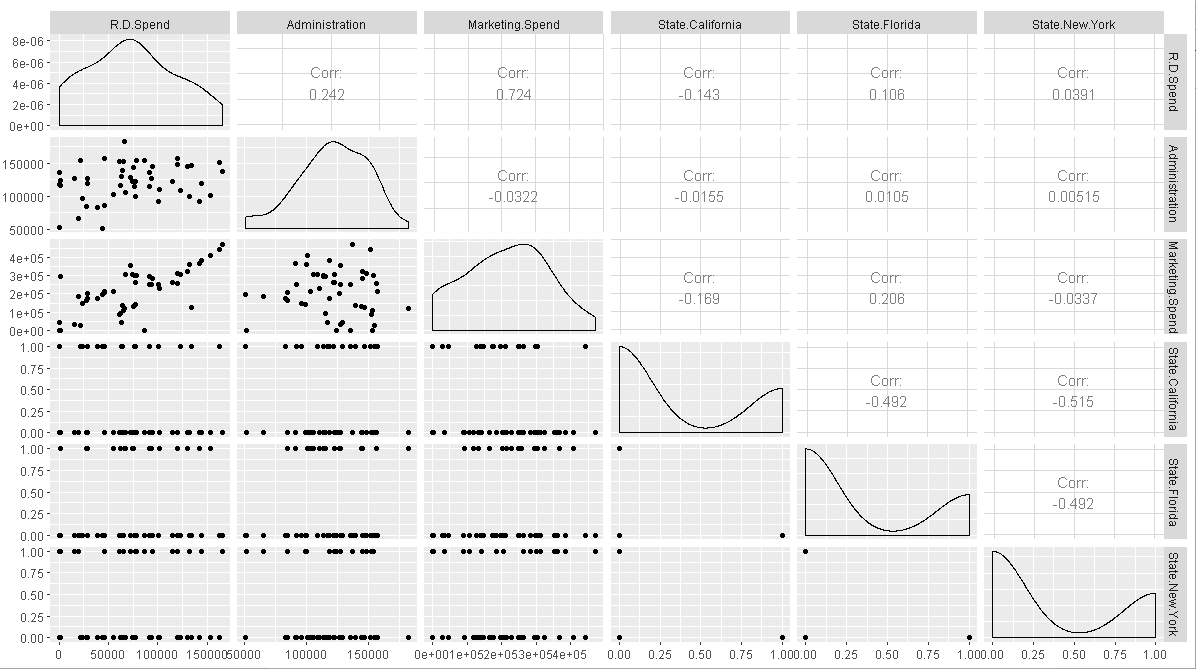 R.D.Spend Administration Marketing.Spend State.California State.Florida State.New.York
8e-06
6e-06
4e-06
2e-06
0e+00
Corr:
0.242
Corr:
0.724
Corr:
-0.143
Corr:
0.106
Corr:
0.0391
R.D.Spend
150000
100000
50000
Corr:
-0.0322
Corr:
-0.0155
Corr:
0.0105
Corr:
0.00515
Administration
4e+05
3e+05
2e+05
1e+05
0e+00
Corr:
-0.169
Corr:
0.206
Corr:
-0.0337
Marketing.Spend
1.00
0.75
0.50
0.25
0.00
Corr:
-0.492
Corr:
-0.515
State.California
1.00
0.75
0.50
0.25
0.00
Corr:
-0.492
State.Florida
1.00
0.75
0.50
0.25
0.00
State.New.York
0 50000 100000 150000 50000 100000 150000 0e+00 1e+05 2e+05 3e+05 4e+05 0.00 0.25 0.50 0.75 1.00 0.00 0.25 0.50 0.75 1.00 0.00 0.25 0.50 0.75 1.00